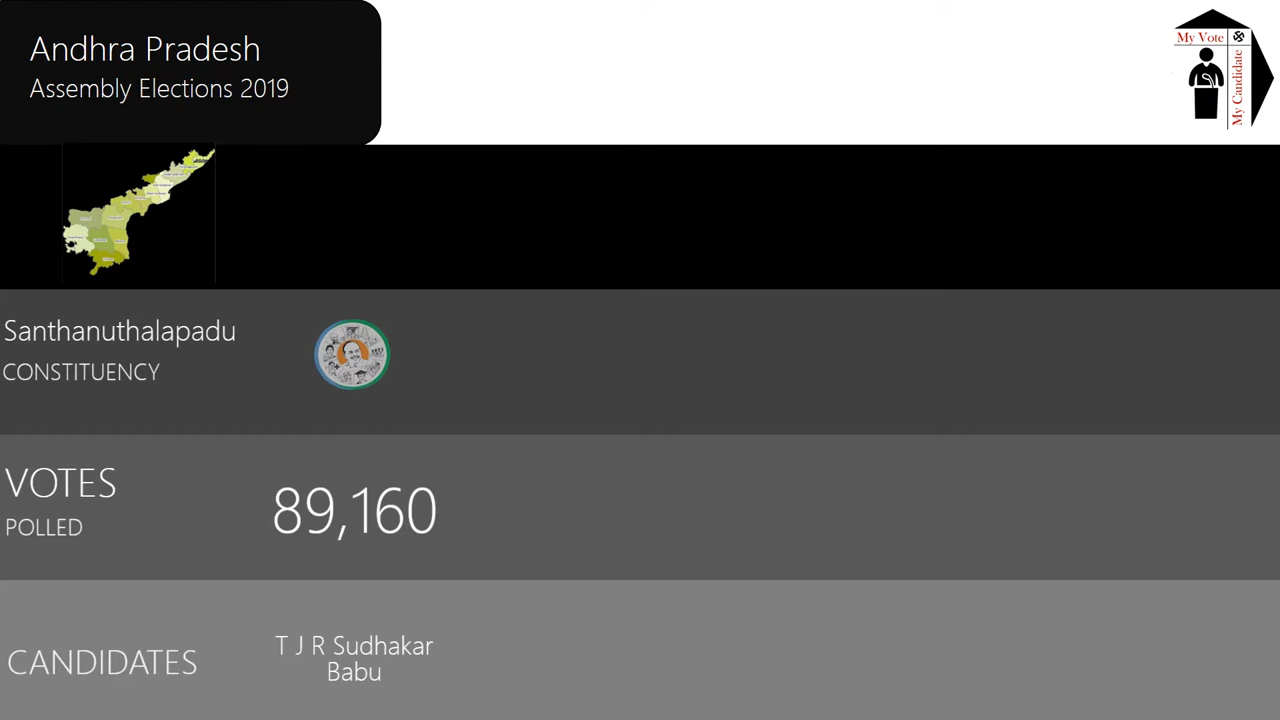 Andhra Pradesh
Assembly Elections 2019
My Vote
My Candidate
Santhanuthalapadu
CONSTITUENCY
VOTES
POLLED
89,160
CANDIDATES
T J R Sudhakar
Babu